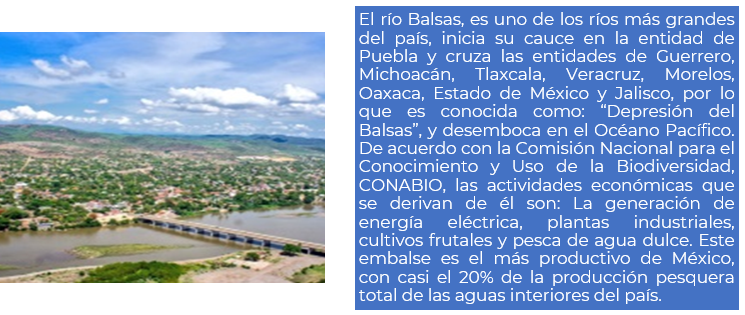 El río Balsas, es uno de los ríos más grandes
del país, inicia su cauce en la entidad de
Puebla y cruza las entidades de Guerrero,
Michoacán, Tlaxcala, Veracruz, Morelos,
Oaxaca, Estado de México y Jalisco, por lo
que es conocida como: “Depresión del
Balsas”, y desemboca en el Océano Pacífico.
De acuerdo con la Comisión Nacional para el
Conocimiento y Uso de la Biodiversidad,
CONABIO, las actividades económicas que
se derivan de él son: La generación de
energía eléctrica, plantas industriales,
cultivos frutales y pesca de agua dulce. Este
embalse es el más productivo de México,
con casi el 20% de la producción pesquera
total de las aguas interiores del país.